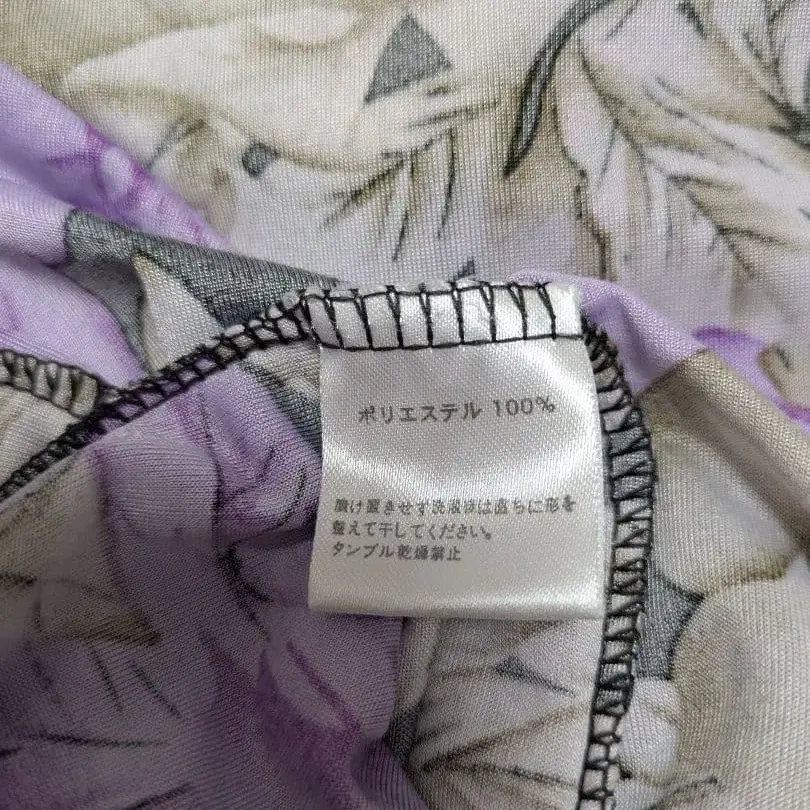 ポリエステル 100%
漬け置きせず洗濯後は直ちに形を
整えて干してください。
タンブル乾燥禁止